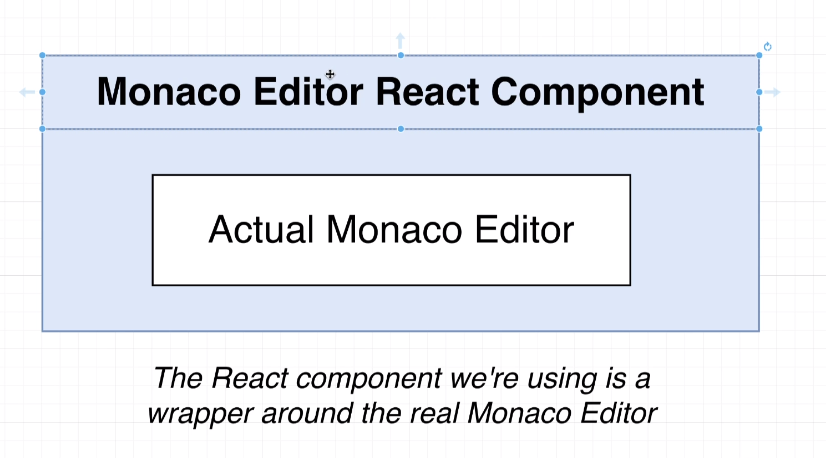 Monaco Editor React Component
Actual Monaco Editor
The React component we're using is a
wrapper around the real Monaco Editor